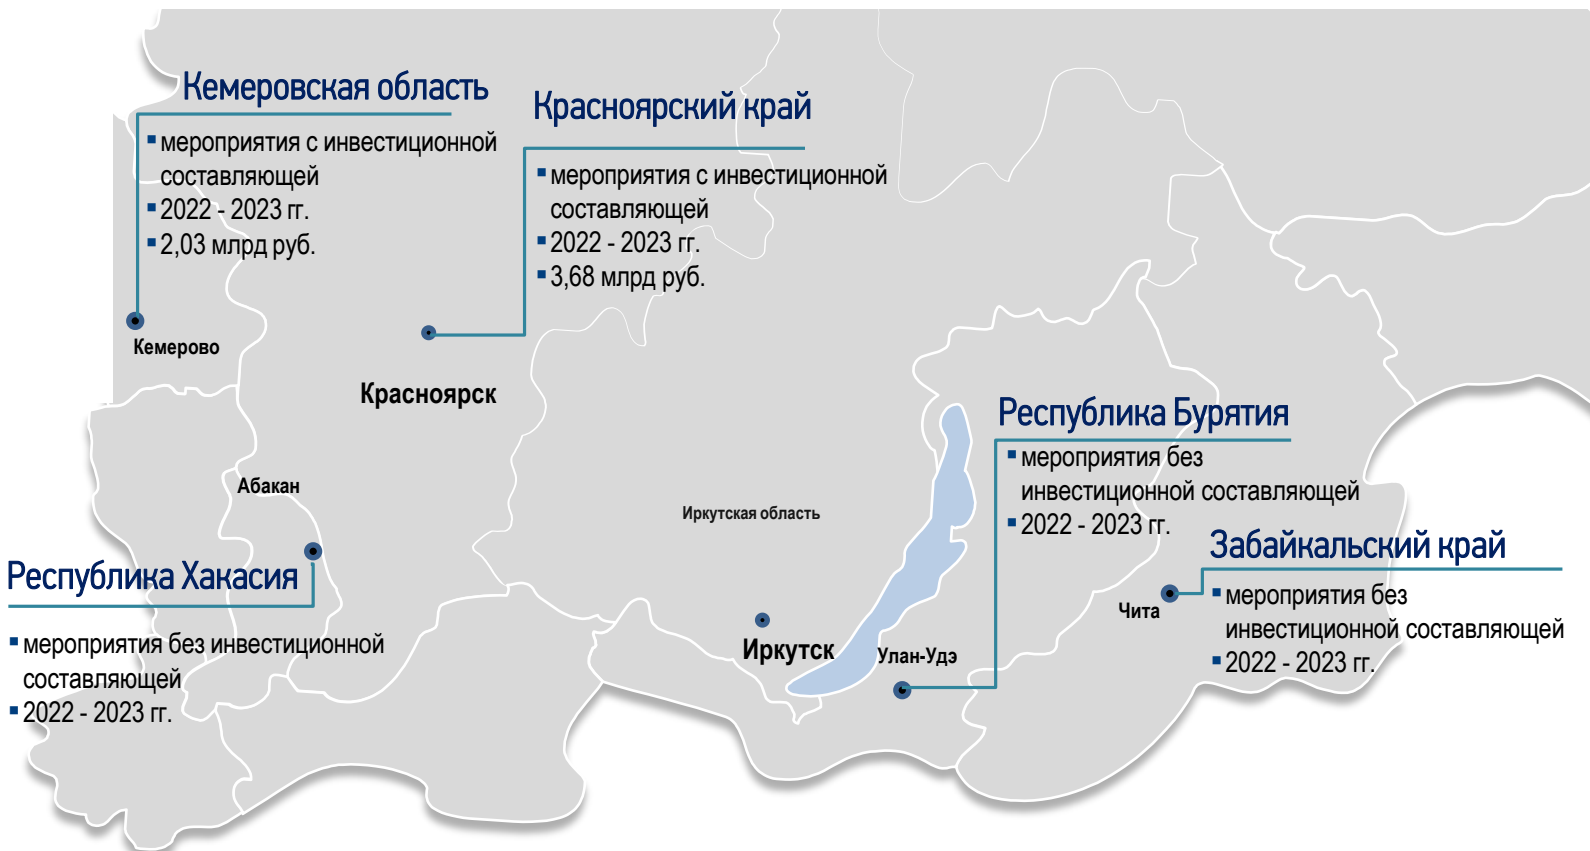 Кемеровская область
▪ мероприятия с инвестиционной
составляющей
▪ 2022 - 2023 гг.
▪ 2,03 млрд руб.
Кемерово
Красноярский край
▪ мероприятия с инвестиционной
составляющей
▪ 2022 - 2023 гг.
▪ 3,68 млрд руб.
Красноярск
Абакан
Республика Хакасия
▪ мероприятия без инвестиционной
составляющей
▪ 2022 - 2023 гг.
Иркутская область
Иркутск
Республика Бурятия
▪ мероприятия без
инвестиционной составляющей
▪ 2022 - 2023 гг.
Улан-Удэ
Забайкальский край
▪ мероприятия без
инвестиционной составляющей
▪ 2022 - 2023 гг.
Чита